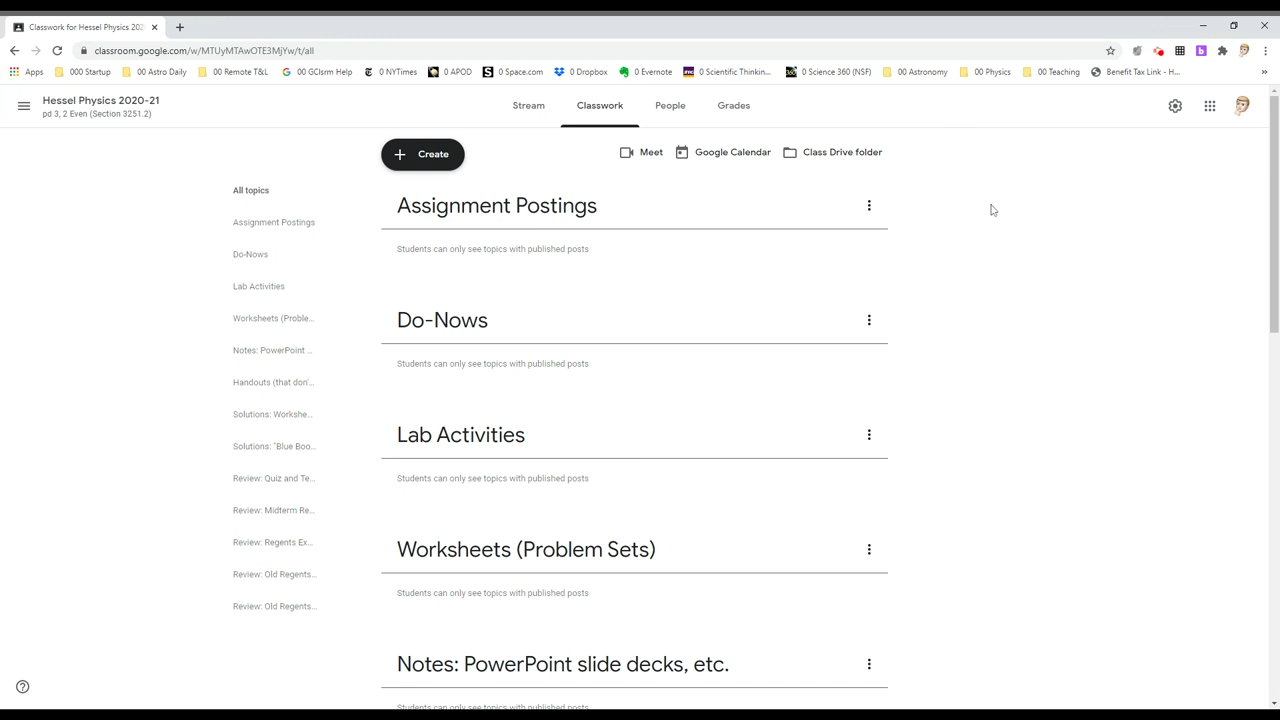 Classwork for Hessel Physics 202
classroom.google.com/w/MTUyMTAwOTE3MjYw/t/all
Apps
000 Startup
00 Astro Daily
00 Remote T&L
00 GClsrm Help
0 NYTimes
0 APOD
0 Space.com
0 Dropbox
0 Evernote
0 Scientific Thinkin...
0 Science 360 (NSF)
00 Astronomy
00 Physics
00 Teaching
Benefit Tax Link - H...
»
Hessel Physics 2020-21
pd 3, 2 Even (Section 3251.2)
Stream
Classwork
People
Grades
Create
Meet
Google Calendar
Class Drive folder
All topics
Assignment Postings
Do-Nows
Lab Activities
Worksheets (Proble...
Notes: PowerPoint ...
Handouts (that don'...
Solutions: Workshe...
Solutions: "Blue Boo...
Review: Quiz and Te...
Review: Midterm Re...
Review: Regents Ex...
Review: Old Regents...
Review: Old Regents...
Assignment Postings
Students can only see topics with published posts
Do-Nows
Students can only see topics with published posts
Lab Activities
Students can only see topics with published posts
Worksheets (Problem Sets)
Students can only see topics with published posts
Notes: PowerPoint slide decks, etc.
Students can only see topics with published posts